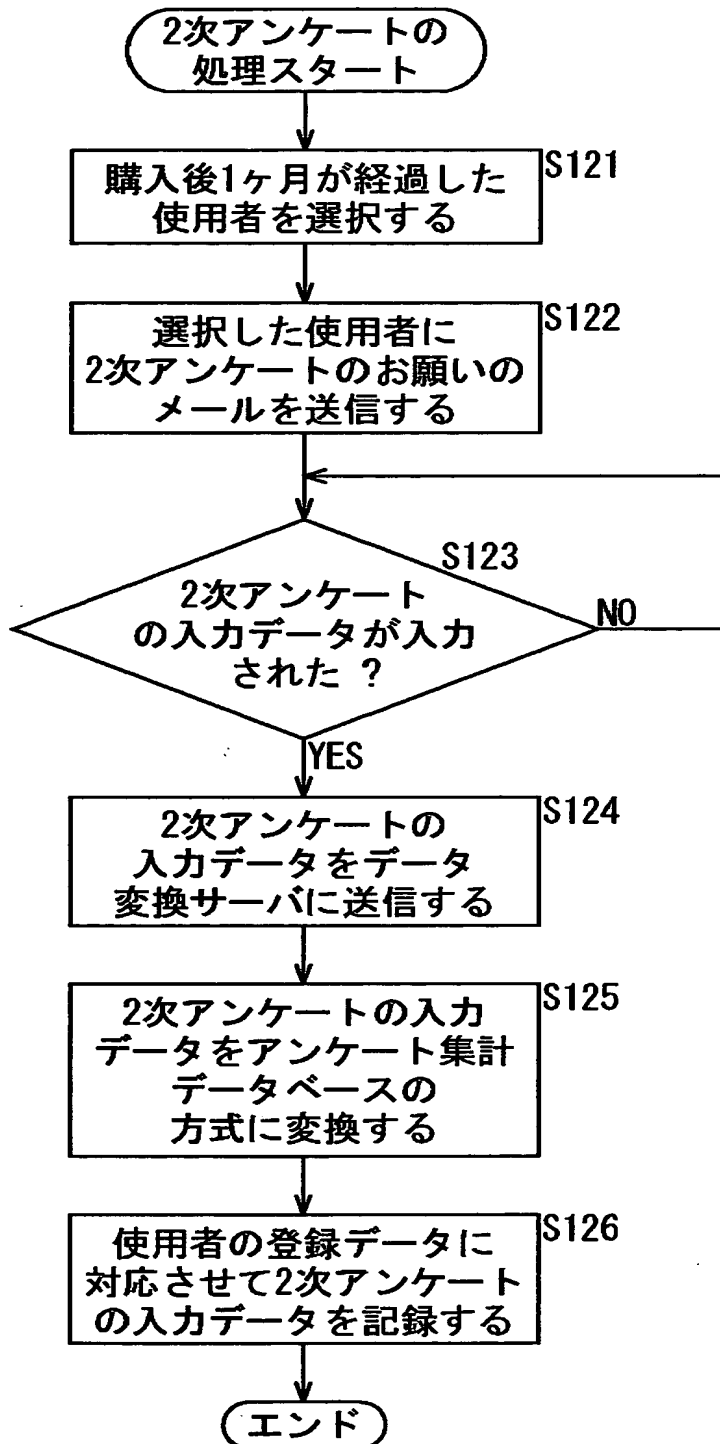 2次アンケートの
処理スタート
S121
購入後1ヶ月が経過した
使用者を選択する
S122
選択した使用者に
2次アンケートのお願いの
メールを送信する
S123
2次アンケート
の入力データが入力
された ?
NO
YES
S124
2次アンケートの
入力データをデータ
変換サーバに送信する
S125
2次アンケートの入力
データをアンケート集計
データベースの
方式に変換する
S126
使用者の登録データに
対応させて2次アンケート
の入力データを記録する
エンド